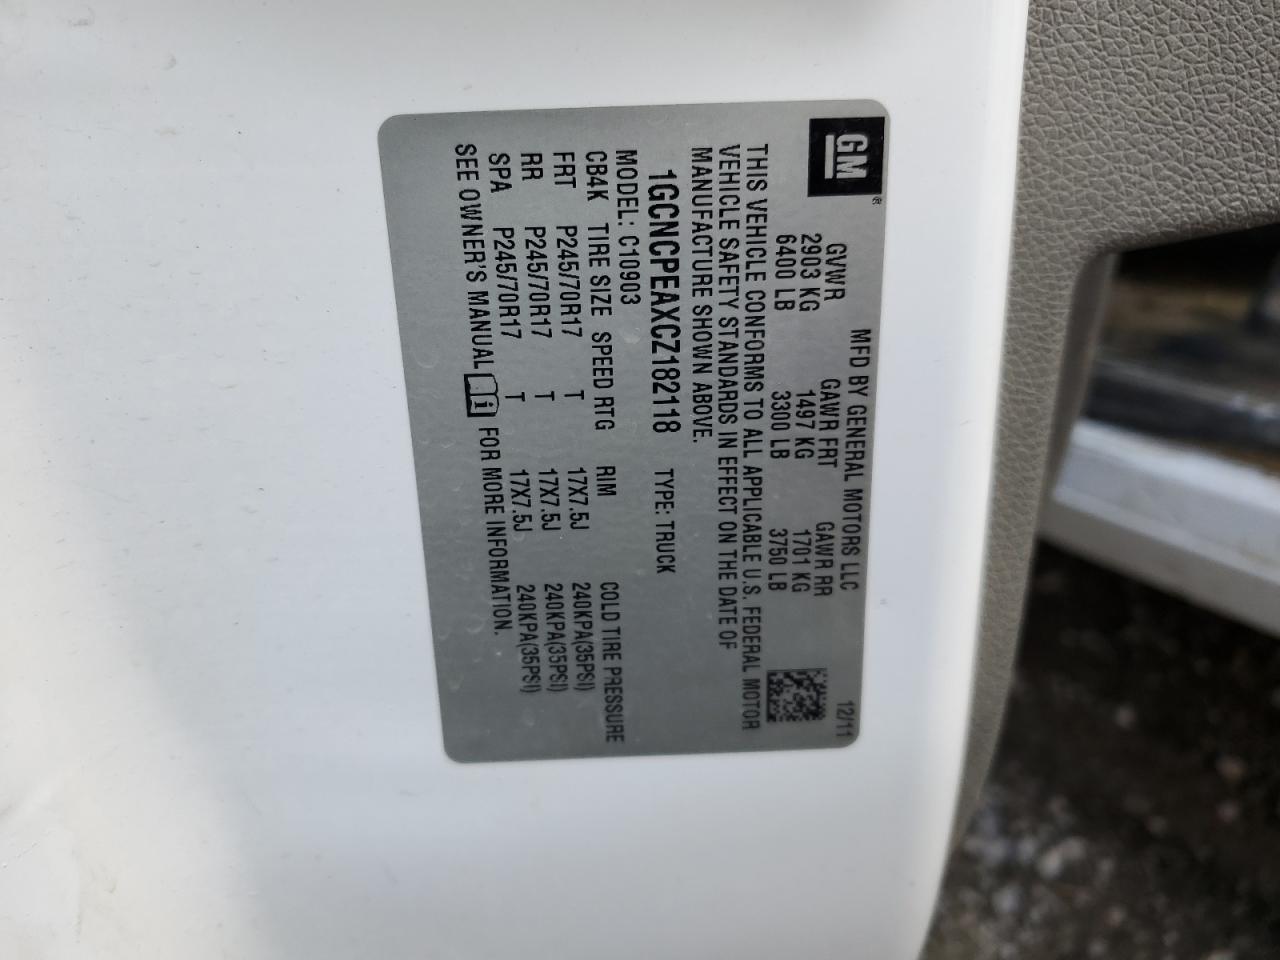 GM®
MFD BY GENERAL MOTORS LLC 12/11
GVWR GAWR FRT GAWR RR
2903 KG 1497 KG 1701 KG
6400 LB 3300 LB 3750 LB
THIS VEHICLE CONFORMS TO ALL APPLICABLE U.S. FEDERAL MOTOR
VEHICLE SAFETY STANDARDS IN EFFECT ON THE DATE OF
MANUFACTURE SHOWN ABOVE.
1GCNCPEAXCZ182118 TYPE: TRUCK
MODEL: C10903
CB4K TIRE SIZE SPEED RTG RIM COLD TIRE PRESSURE
FRT P245/70R17 T 17X7.5J 240KPA(35PSI)
RR P245/70R17 T 17X7.5J 240KPA(35PSI)
SPA P245/70R17 T 17X7.5J 240KPA(35PSI)
SEE OWNER'S MANUAL i FOR MORE INFORMATION.